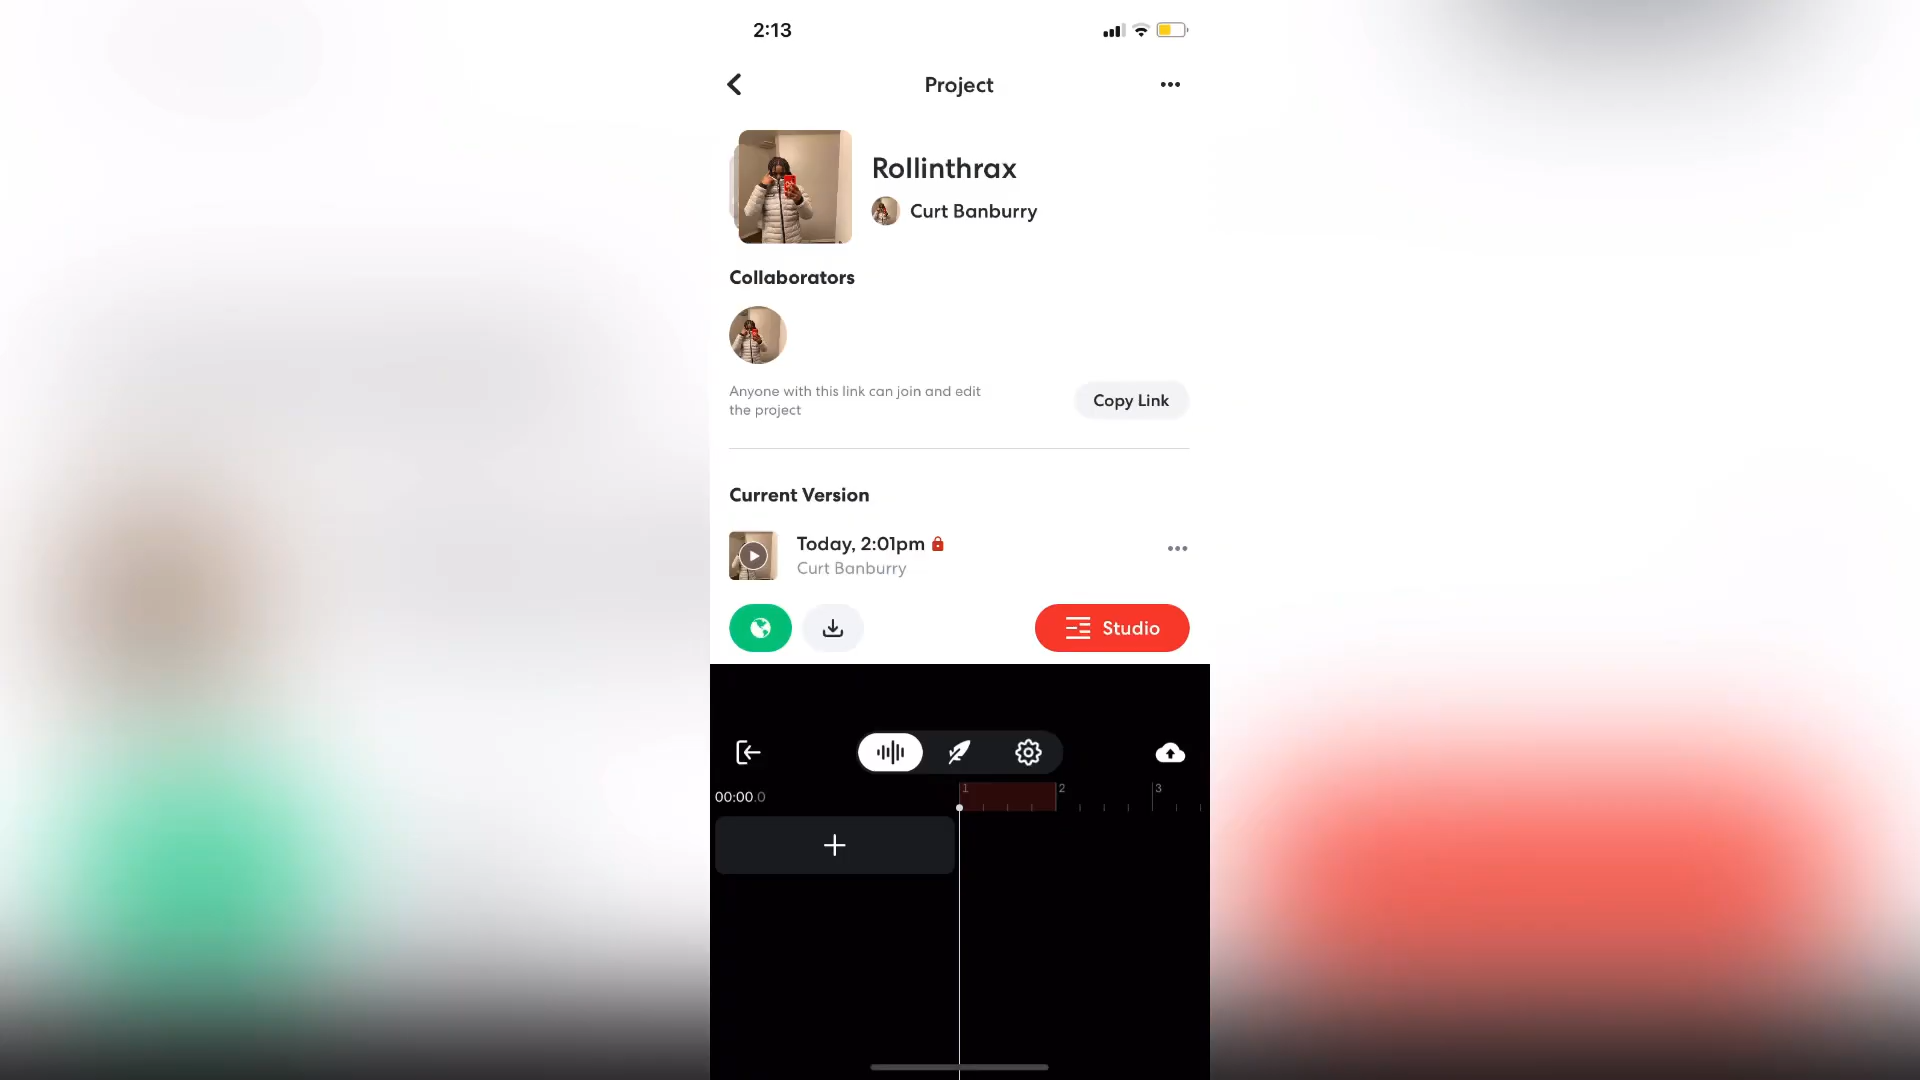 2:13
Project
Rollinthrax
Curt Banburry
Collaborators
Anyone with this link can join and edit
the project
Copy Link
Current Version
Today, 2:01pm
Curt Banburry
Studio
00:00.0
1
2
3